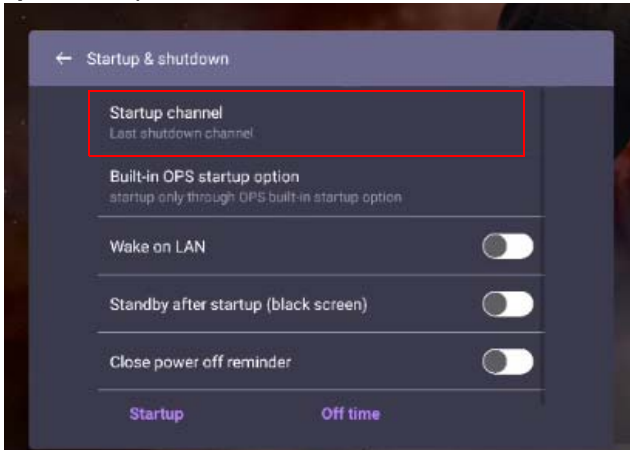 Startup & shutdown
Startup channel
Last shutdown channel
Built-in OPS startup option
startup only through OPS built-in startup option
Wake on LAN
Standby after startup (black screen)
Close power off reminder
Startup Off time